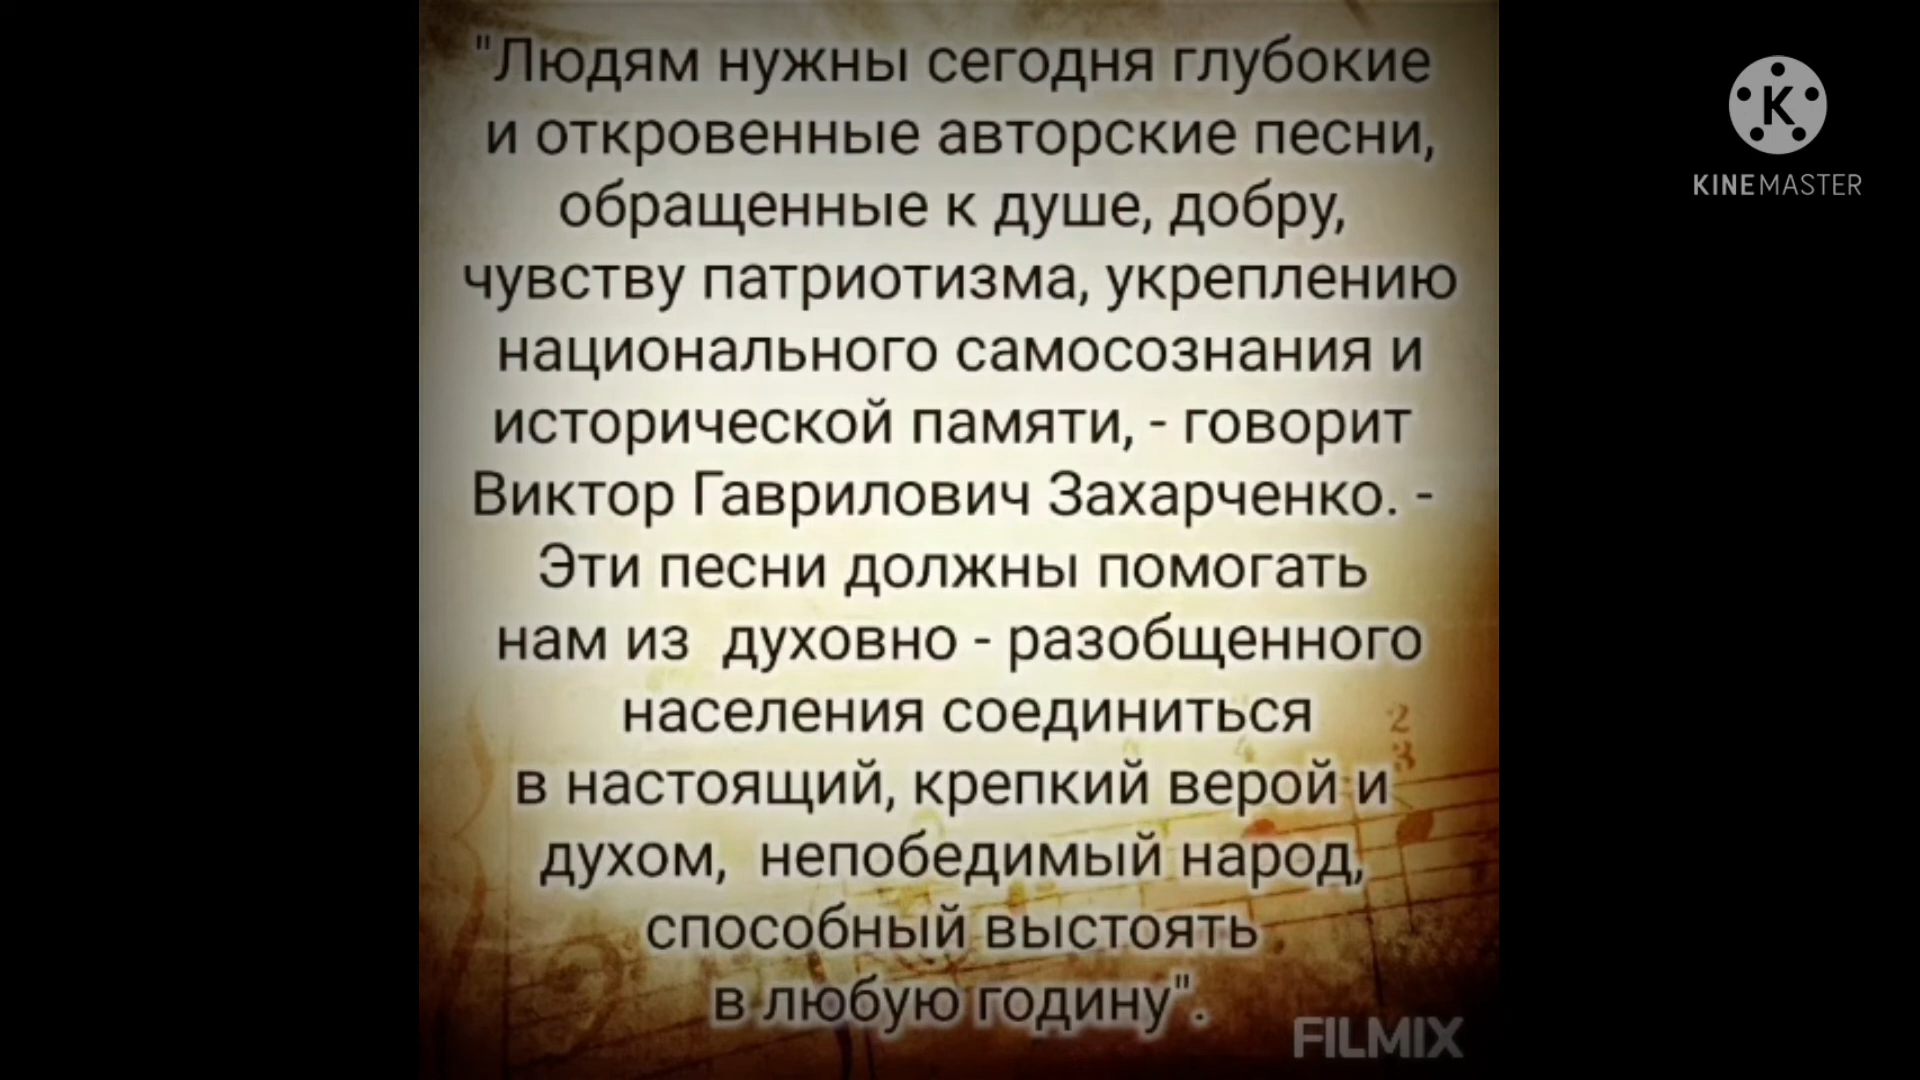 "Людям нужны сегодня глубокие
и откровенные авторские песни,
обращенные к душе, добру,
чувству патриотизма, укреплению
национального самосознания и
исторической памяти, - говорит
Виктор Гаврилович Захарченко. -
Эти песни должны помогать
нам из  духовно - разобщенного
населения соединиться
в настоящий, крепкий верой и
духом,  непобедимый народ,
способный выстоять
в любую годину".
K
KINEMASTER
2
3
FILMIX